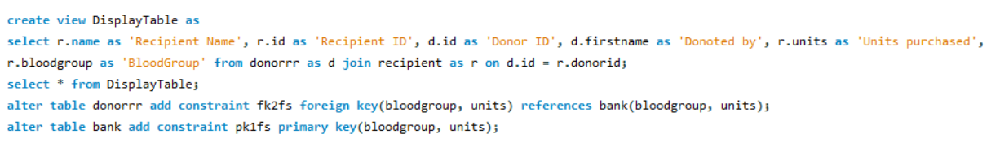 create view DisplayTable as
select r.name as 'Recipient Name', r.id as 'Recipient ID', d.id as 'Donor ID', d.firstname as 'Donoted by', r.units as 'Units purchased',
r.bloodgroup as 'BloodGroup' from donorrr as d join recipient as r on d.id = r.donorid;
select * from DisplayTable;
alter table donorrr add constraint fk2fs foreign key(bloodgroup, units) references bank(bloodgroup, units);
alter table bank add constraint pk1fs primary key(bloodgroup, units);